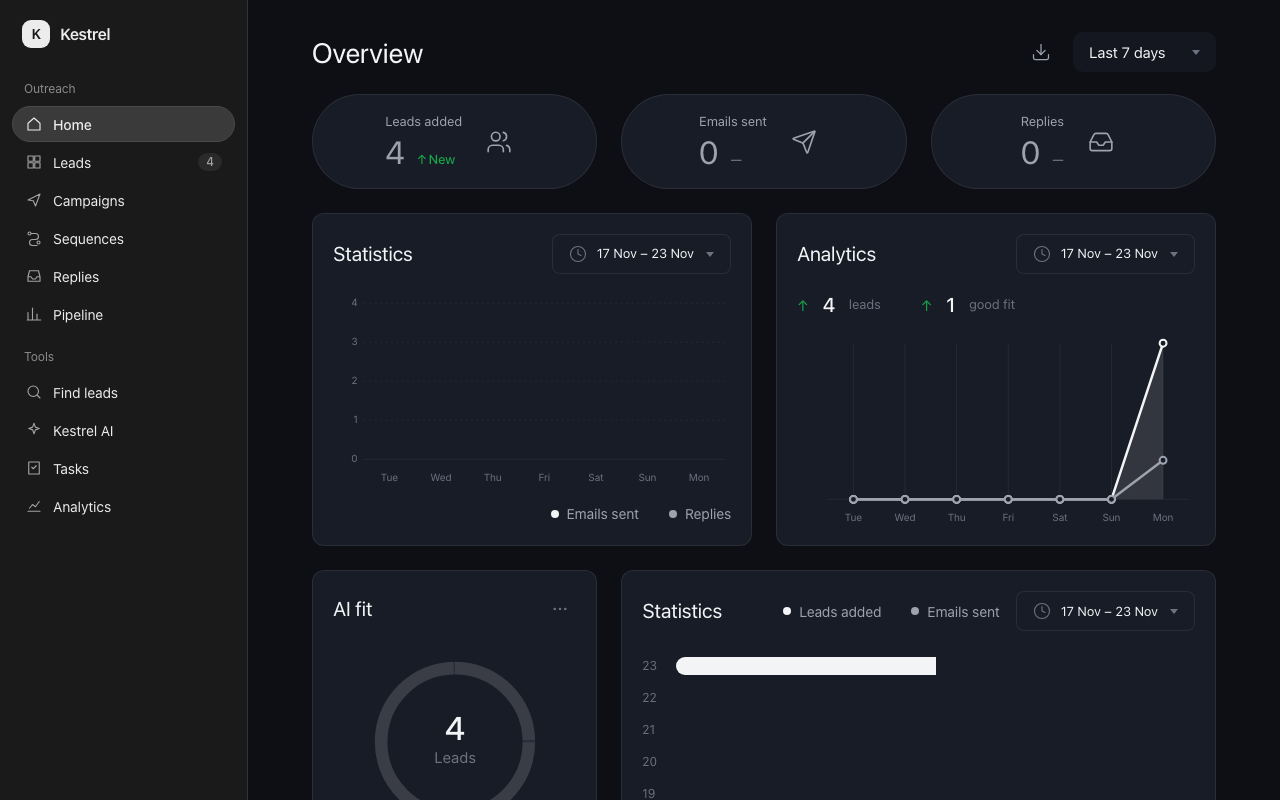 K Kestrel
Outreach
Home
Leads 4
Campaigns
Sequences
Replies
Pipeline
Tools
Find leads
Kestrel AI
Tasks
Analytics
Overview
Last 7 days
Leads added
4 ↑ New
Emails sent
0 –
Replies
0 –
Statistics
17 Nov – 23 Nov
4
3
2
1
0
Tue Wed Thu Fri Sat Sun Mon
Emails sent Replies
Analytics
17 Nov – 23 Nov
↑ 4 leads ↑ 1 good fit
Tue Wed Thu Fri Sat Sun Mon
AI fit
4
Leads
Statistics
Leads added Emails sent
17 Nov – 23 Nov
23
22
21
20
19